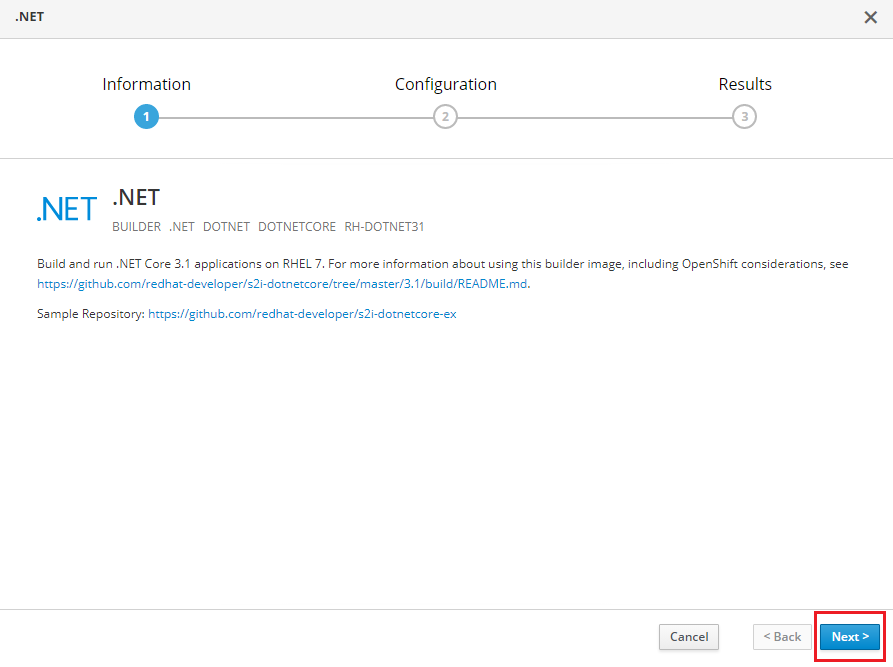 .NET
Information
Configuration
Results
1
2
3
.NET
.NET
BUILDER .NET DOTNET DOTNETCORE RH-DOTNET31
Build and run .NET Core 3.1 applications on RHEL 7. For more information about using this builder image, including OpenShift considerations, see
https://github.com/redhat-developer/s2i-dotnetcore/tree/master/3.1/build/README.md.
Sample Repository: https://github.com/redhat-developer/s2i-dotnetcore-ex
Cancel
< Back
Next >